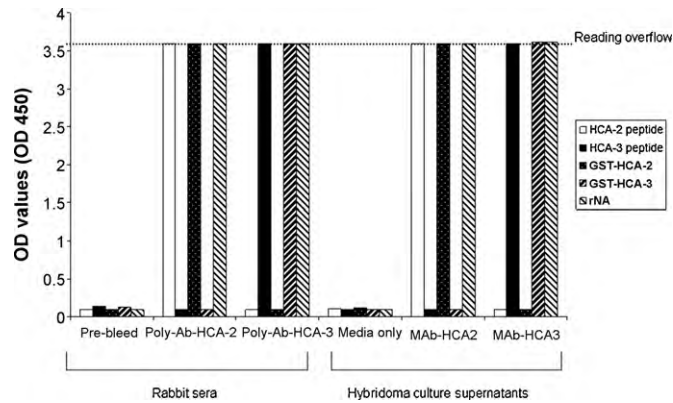 4
3.5
3
2.5
2
1.5
1
0.5
0
OD values (OD 450)
Reading overflow
HCA-2 peptide
HCA-3 peptide
GST-HCA-2
GST-HCA-3
rNA
Pre-bleed Poly-Ab-HCA-2 Poly-Ab-HCA-3 Media only MAb-HCA2 MAb-HCA3
Rabbit sera Hybridoma culture supernatants